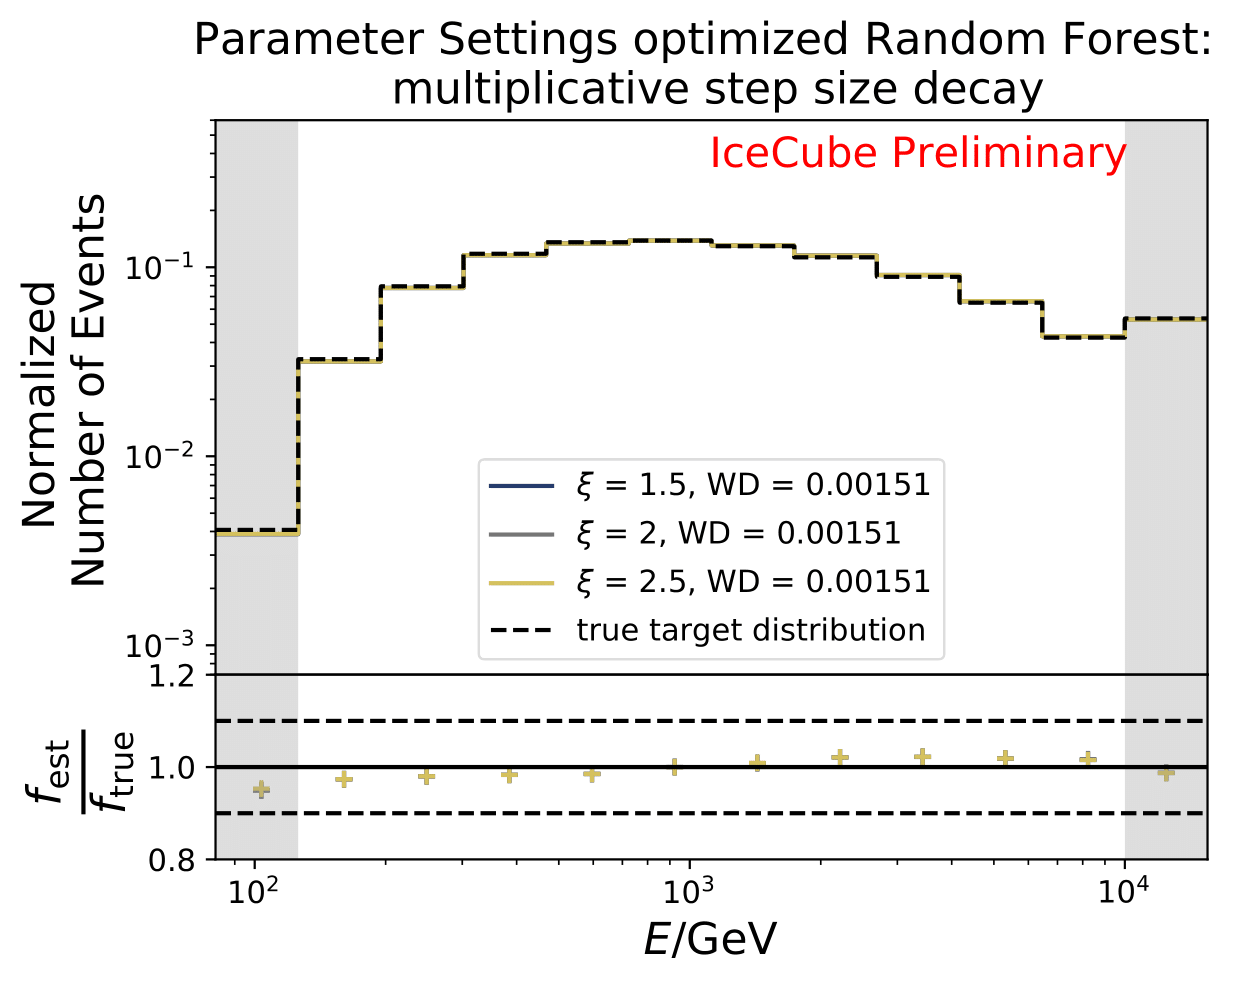 Parameter Settings optimized Random Forest:
multiplicative step size decay
IceCube Preliminary
Normalized
Number of Events
10⁻¹
10⁻²
10⁻³
ξ = 1.5, WD = 0.00151
ξ = 2, WD = 0.00151
ξ = 2.5, WD = 0.00151
true target distribution
f_est
f_true
1.2
1.0
0.8
10²
10³
10⁴
E/GeV